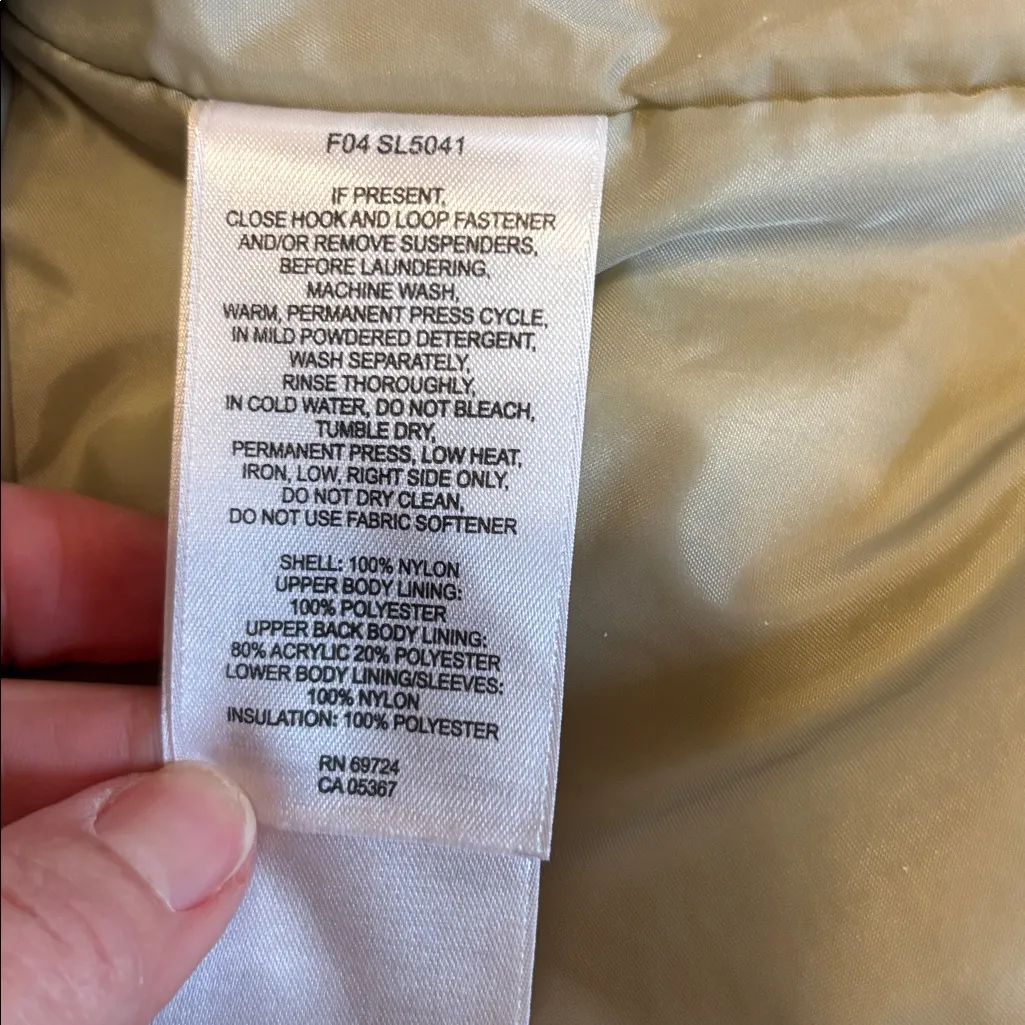 F04 SL5041
IF PRESENT,
CLOSE HOOK AND LOOP FASTENER
AND/OR REMOVE SUSPENDERS,
BEFORE LAUNDERING,
MACHINE WASH,
WARM, PERMANENT PRESS CYCLE,
IN MILD POWDERED DETERGENT,
WASH SEPARATELY,
RINSE THOROUGHLY,
IN COLD WATER, DO NOT BLEACH,
TUMBLE DRY,
PERMANENT PRESS, LOW HEAT,
IRON, LOW, RIGHT SIDE ONLY,
DO NOT DRY CLEAN,
DO NOT USE FABRIC SOFTENER
SHELL: 100% NYLON
UPPER BODY LINING:
100% POLYESTER
UPPER BACK BODY LINING:
80% ACRYLIC 20% POLYESTER
LOWER BODY LINING/SLEEVES:
100% NYLON
INSULATION: 100% POLYESTER
RN 69724
CA 05367